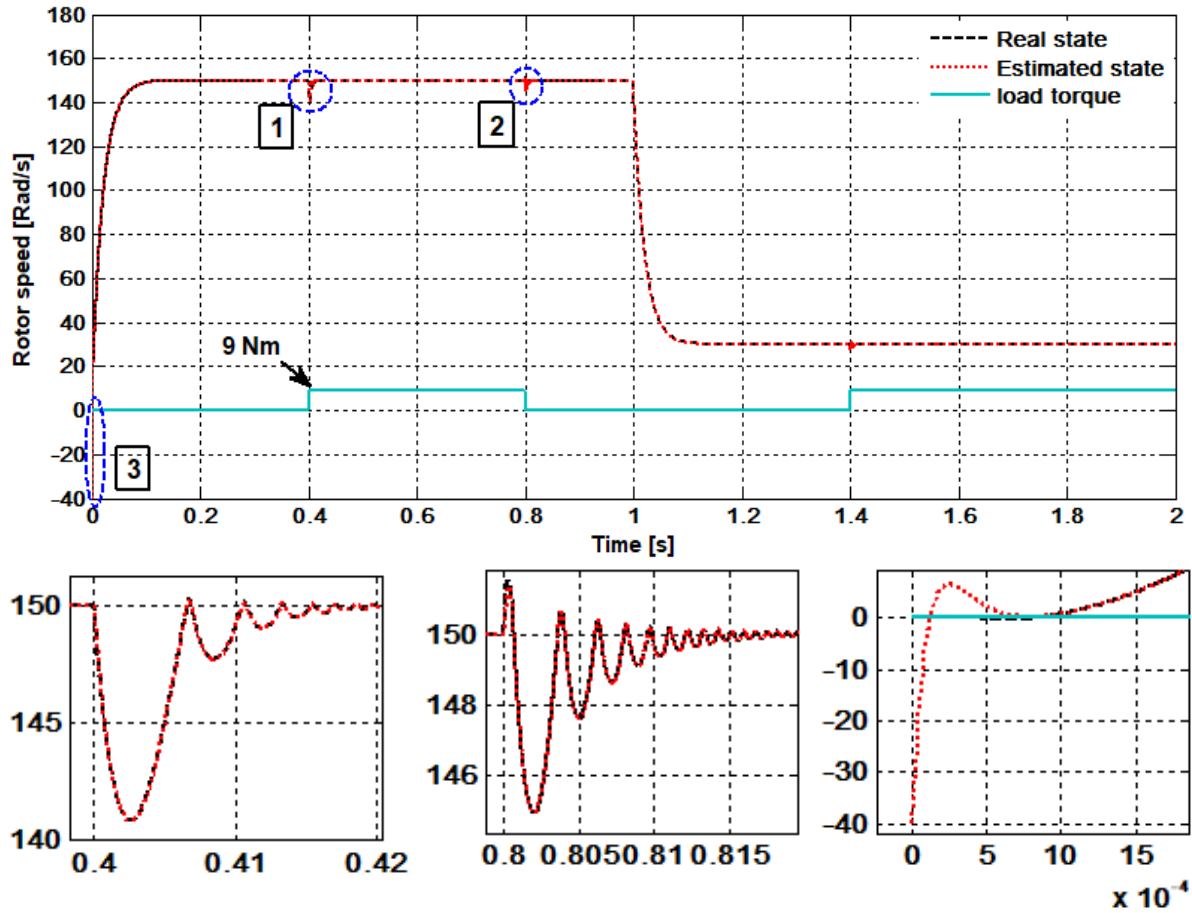 180
160
140
120
100
80
60
40
20
0
−20
−40
Rotor speed [Rad/s]
Real state
Estimated state
load torque
1
2
9 Nm
3
0 0.2 0.4 0.6 0.8 1 1.2 1.4 1.6 1.8 2
Time [s]
150
145
140
0.4 0.41 0.42
150
148
146
0.8 0.8050 0.81 0.815
0
−10
−20
−30
−40
0 5 10 15
x 10⁻⁴